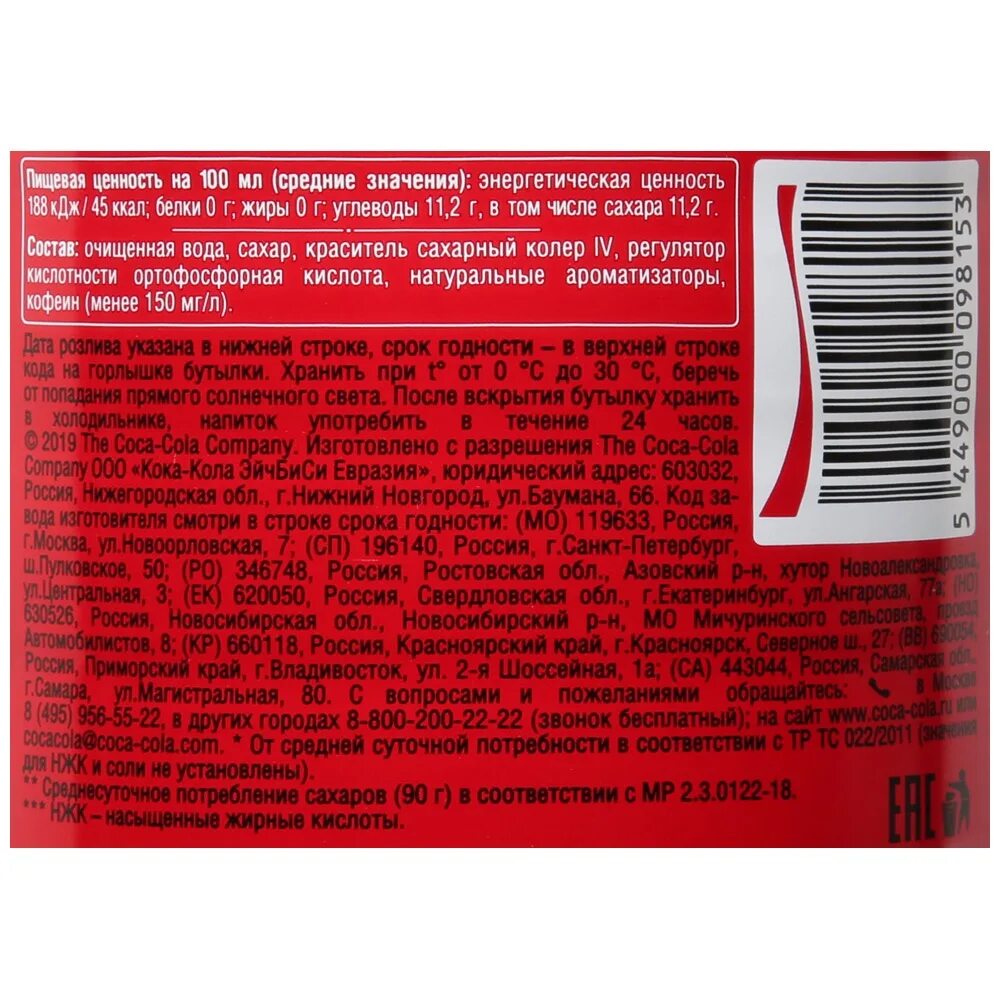 Пищевая ценность на 100 мл (средние значения): энергетическая ценность
188 кДж/ 45 ккал; белки 0 г; жиры 0 г; углеводы 11,2 г, в том числе сахара 11,2 г.
Состав: очищенная вода, сахар, краситель сахарный колер IV, регулятор
кислотности ортофосфорная кислота, натуральные ароматизаторы,
кофеин (менее 150 мг/л).
Дата розлива указана в нижней строке, срок годности – в верхней строке
кода на горлышке бутылки. Хранить при t° от 0 °С до 30 °С, беречь
от попадания прямого солнечного света. После вскрытия бутылку хранить
в холодильнике, напиток употребить в течение 24 часов.
© 2019 The Coca-Cola Company. Изготовлено с разрешения The Coca-Cola
Company ООО «Кока-Кола ЭйчБиСи Евразия», юридический адрес: 603032,
Россия, Нижегородская обл., г.Нижний Новгород, ул.Баумана, 66. Код за-
вода изготовителя смотри в строке срока годности: (МО) 119633, Россия,
г.Москва, ул.Новоорловская, 7; (СП) 196140, Россия, г.Санкт-Петербург,
ш.Пулковское, 50; (РО) 346748, Россия, Ростовская обл., Азовский р-н, хутор Новоалександровка,
ул.Центральная, 3; (ЕК) 620050, Россия, Свердловская обл., г.Екатеринбург, ул.Ангарская, 77а; (НО)
630526, Россия, Новосибирская обл., Новосибирский р-н, МО Мичуринского сельсовета, проезд
Автомобилистов, 8; (КР) 660118, Россия, Красноярский край, г.Красноярск, Северное ш., 27; (ВВ) 690054,
Россия, Приморский край, г.Владивосток, ул. 2-я Шоссейная, 1а; (СА) 443044, Россия, Самарская обл.,
г.Самара, ул.Магистральная, 80. С вопросами и пожеланиями обращайтесь: в Москве
8 (495) 956-55-22, в других городах 8-800-200-22-22 (звонок бесплатный); на сайт www.coca-cola.ru или
cocacola@coca-cola.com. * От средней суточной потребности в соответствии с ТР ТС 022/2011 (значения
для НЖК и соли не установлены).
** Среднесуточное потребление сахаров (90 г) в соответствии с МР 2.3.0122-18.
*** НЖК – насыщенные жирные кислоты.
5 449000 098153
ЕАС